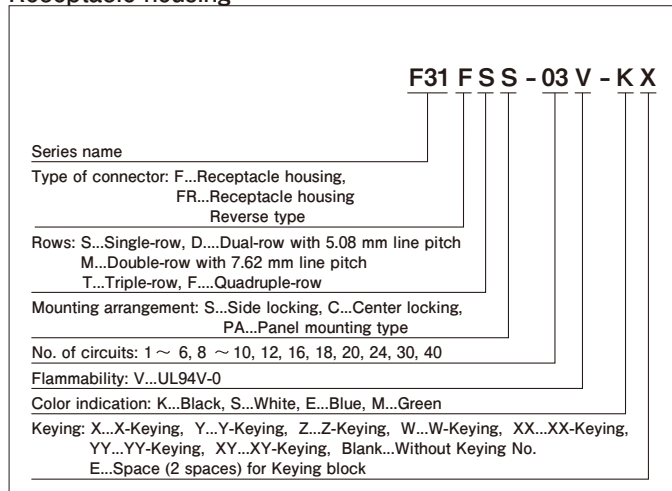 Receptacle housing
F31 F S S - 03 V - K X
Series name
Type of connector: F...Receptacle housing,
FR...Receptacle housing
Reverse type
Rows: S...Single-row, D....Dual-row with 5.08 mm line pitch
M...Double-row with 7.62 mm line pitch
T...Triple-row, F....Quadruple-row
Mounting arrangement: S...Side locking, C...Center locking,
PA...Panel mounting type
No. of circuits: 1 ~ 6, 8 ~ 10, 12, 16, 18, 20, 24, 30, 40
Flammability: V...UL94V-0
Color indication: K...Black, S...White, E...Blue, M...Green
Keying: X...X-Keying, Y...Y-Keying, Z...Z-Keying, W...W-Keying, XX...XX-Keying,
YY...YY-Keying, XY...XY-Keying, Blank...Without Keying No.
E...Space (2 spaces) for Keying block